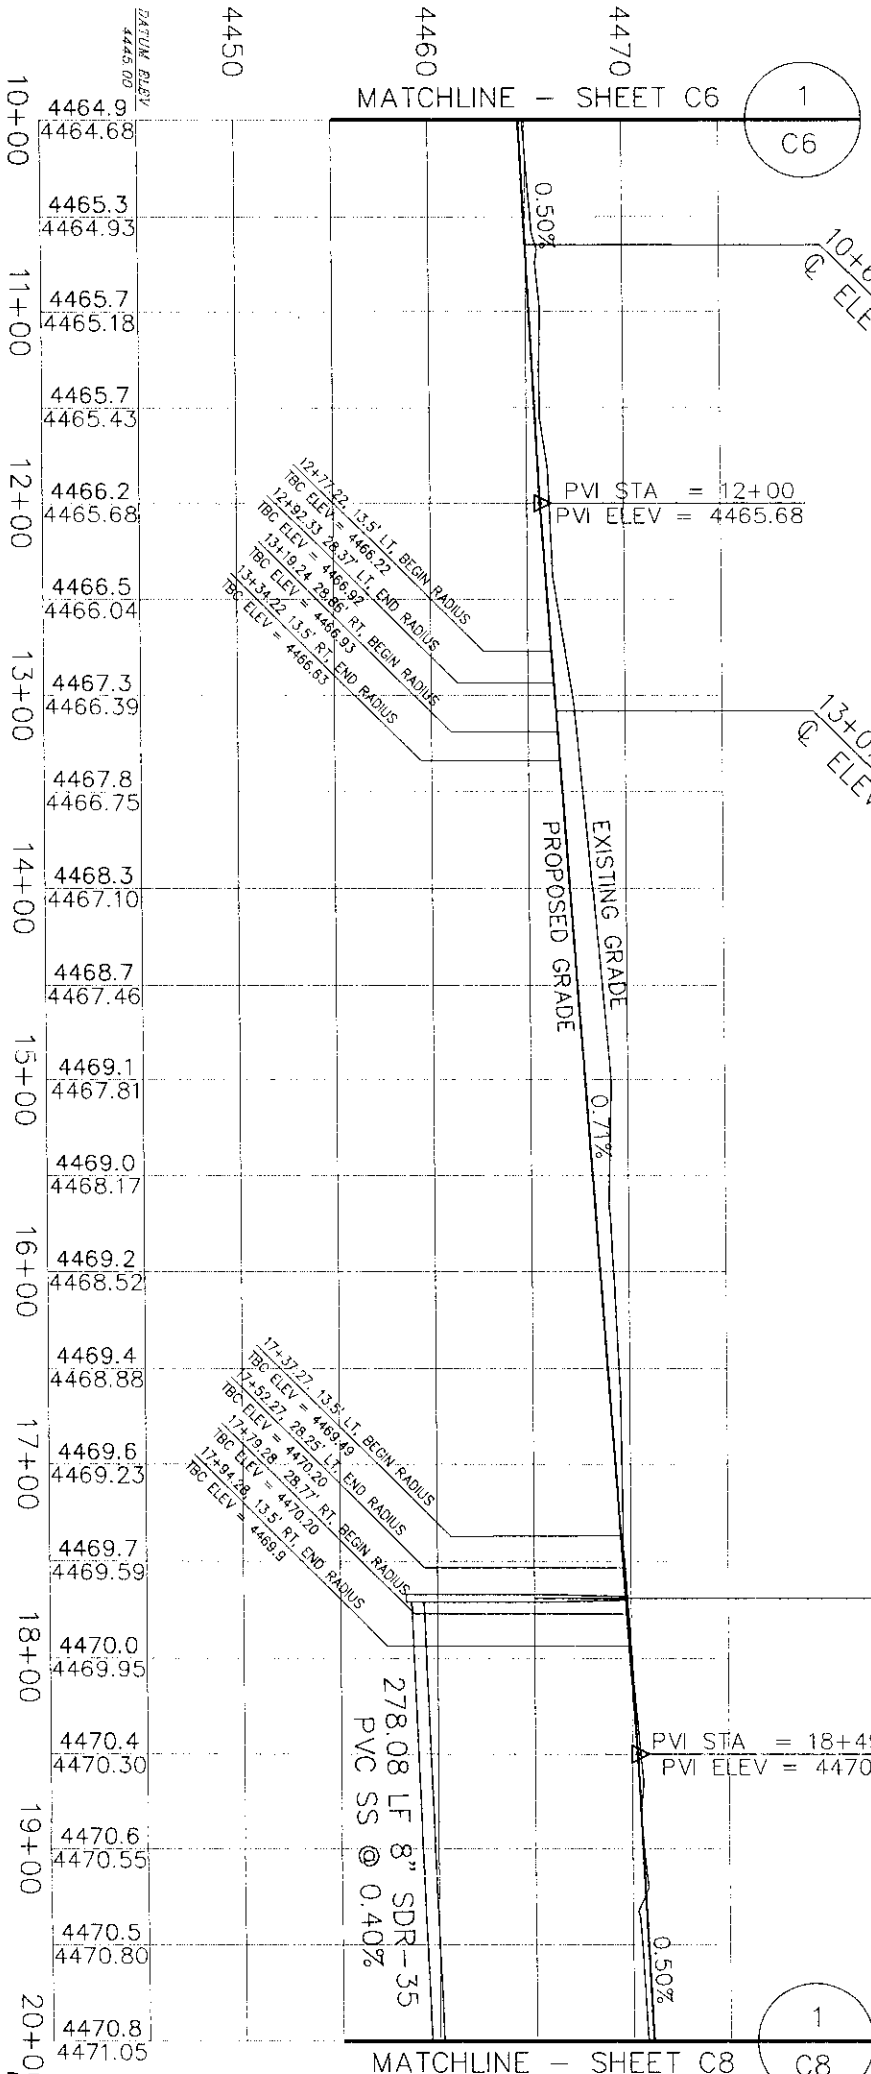 4450
4460
4470
DATUM ELEV
4445.00
MATCHLINE - SHEET C6
1
C6
10+00
4464.9
4464.68
4465.3
4464.93
11+00
4465.7
4465.18
4465.7
4465.43
12+00
4466.2
4465.68
4466.5
4466.04
13+00
4467.3
4466.39
4467.8
4466.75
14+00
4468.3
4467.10
4468.7
4467.46
15+00
4469.1
4467.81
4469.0
4468.17
16+00
4469.2
4468.52
4469.4
4468.88
17+00
4469.6
4469.23
4469.7
4469.59
18+00
4470.0
4469.95
4470.4
4470.30
19+00
4470.6
4470.55
4470.5
4470.80
20+0
4470.8
4471.05
0.50%
10+6
℄ ELE
PVI STA = 12+00
PVI ELEV = 4465.68
12+77.22, 13.5' LT, BEGIN RADIUS
TBC ELEV = 4466.22
12+92.33 28.37' LT, END RADIUS
TBC ELEV = 4466.92
13+19.24 28.86' RT, BEGIN RADIUS
TBC ELEV = 4466.93
13+34.22 13.5' RT, END RADIUS
TBC ELEV = 4466.63
13+0
℄ ELEV
EXISTING GRADE
PROPOSED GRADE
0.71%
17+37.27, 13.5' LT, BEGIN RADIUS
TBC ELEV = 4469.49
17+52.27, 28.25' LT, END RADIUS
TBC ELEV = 4470.20
17+79.28 28.77' RT, BEGIN RADIUS
TBC ELEV = 4470.20
17+94.28, 13.5' RT, END RADIUS
TBC ELEV = 4469.9
278.08 LF 8" SDR-35
PVC SS @ 0.40%
PVI STA = 18+49
PVI ELEV = 4470
0.50%
MATCHLINE - SHEET C8
1
C8